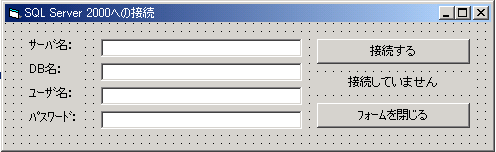 SQL Server 2000への接続
ｻｰﾊﾞ名:
DB名:
ﾕｰｻﾞ名:
ﾊﾟｽﾜｰﾄﾞ:
接続する
接続していません
ﾌｫｰﾑを閉じる